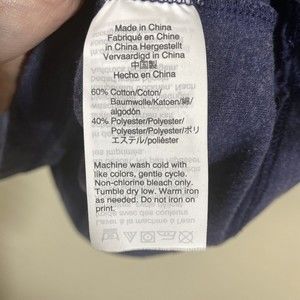 Made in China
Fabriqué en Chine
in China Hergestellt
Vervaardigd in China
中国製
Hecho en China
60% Cotton/Coton/
Baumwolle/Katoen/綿/
algodón
40% Polyester/Polyester/
Polyester/Polyester/ポリ
エステル/poliéster
Machine wash cold with
like colors, gentle cycle.
Non-chlorine bleach only.
Tumble dry low. Warm iron
as needed. Do not iron on
print.